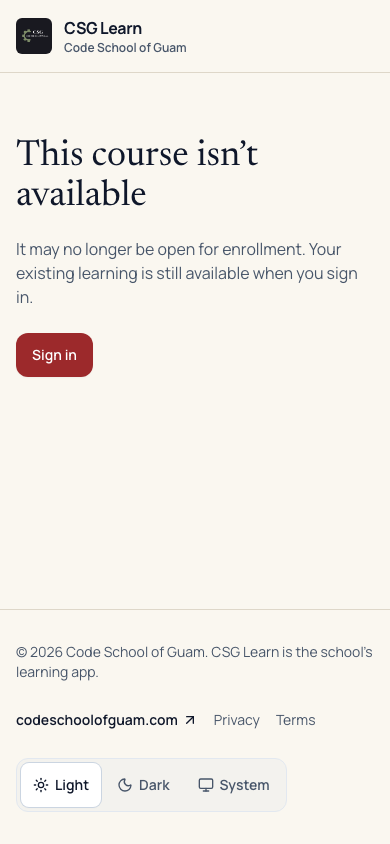 CSG Learn
Code School of Guam
This course isn’t
available
It may no longer be open for enrollment. Your
existing learning is still available when you sign
in.
Sign in
© 2026 Code School of Guam. CSG Learn is the school’s
learning app.
codeschoolofguam.com Privacy Terms
Light Dark System